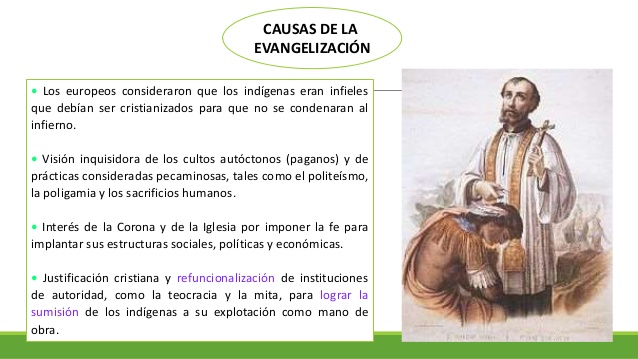 CAUSAS DE LA
EVANGELIZACIÓN
• Los europeos consideraron que los indígenas eran infieles
que debían ser cristianizados para que no se condenaran al
infierno.
• Visión inquisidora de los cultos autóctonos (paganos) y de
prácticas consideradas pecaminosas, tales como el politeísmo,
la poligamia y los sacrificios humanos.
• Interés de la Corona y de la Iglesia por imponer la fe para
implantar sus estructuras sociales, políticas y económicas.
• Justificación cristiana y refuncionalización de instituciones
de autoridad, como la teocracia y la mita, para lograr la
sumisión de los indígenas a su explotación como mano de
obra.